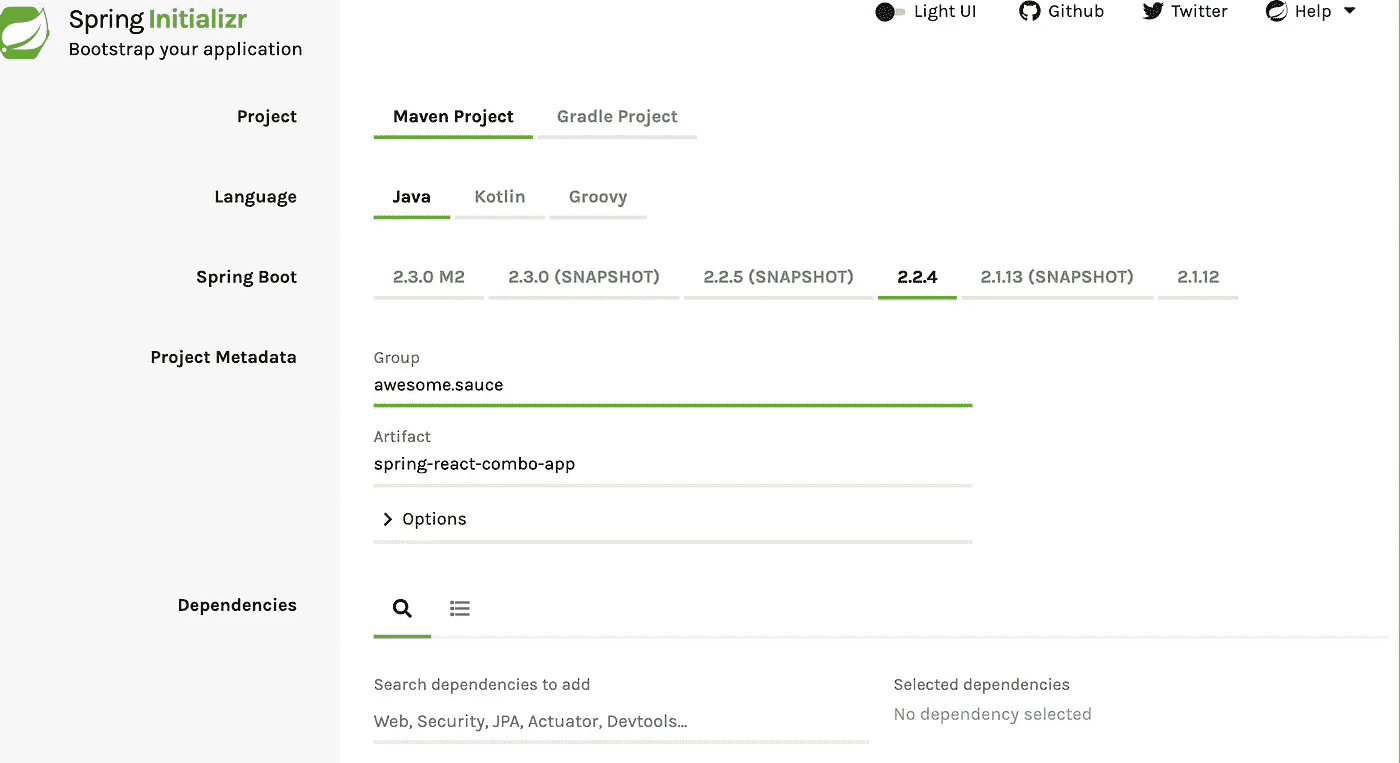 Spring Initializr
Bootstrap your application
Light UI Github Twitter Help
Project
Maven Project Gradle Project
Language
Java Kotlin Groovy
Spring Boot
2.3.0 M2 2.3.0 (SNAPSHOT) 2.2.5 (SNAPSHOT) 2.2.4 2.1.13 (SNAPSHOT) 2.1.12
Project Metadata
Group
awesome.sauce
Artifact
spring-react-combo-app
Options
Dependencies
Search dependencies to add
Web, Security, JPA, Actuator, Devtools...
Selected dependencies
No dependency selected